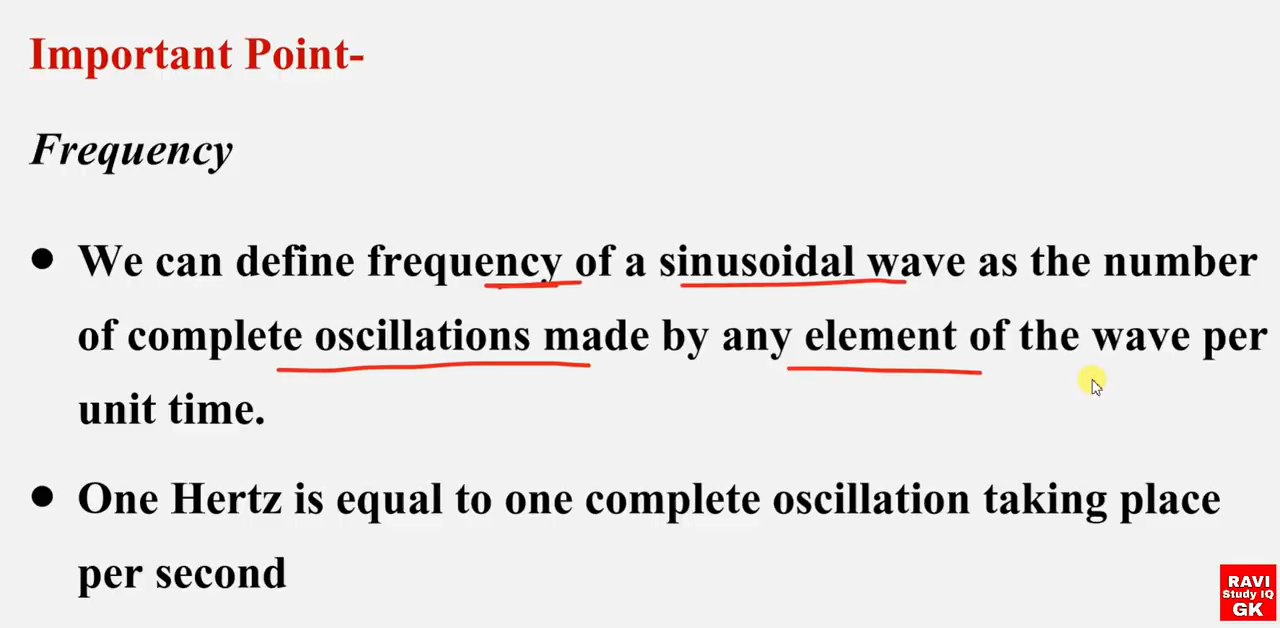 Important Point-
Frequency
● We can define frequency of a sinusoidal wave as the number
of complete oscillations made by any element of the wave per
unit time.
● One Hertz is equal to one complete oscillation taking place
per second
RAVI
Study IQ
GK